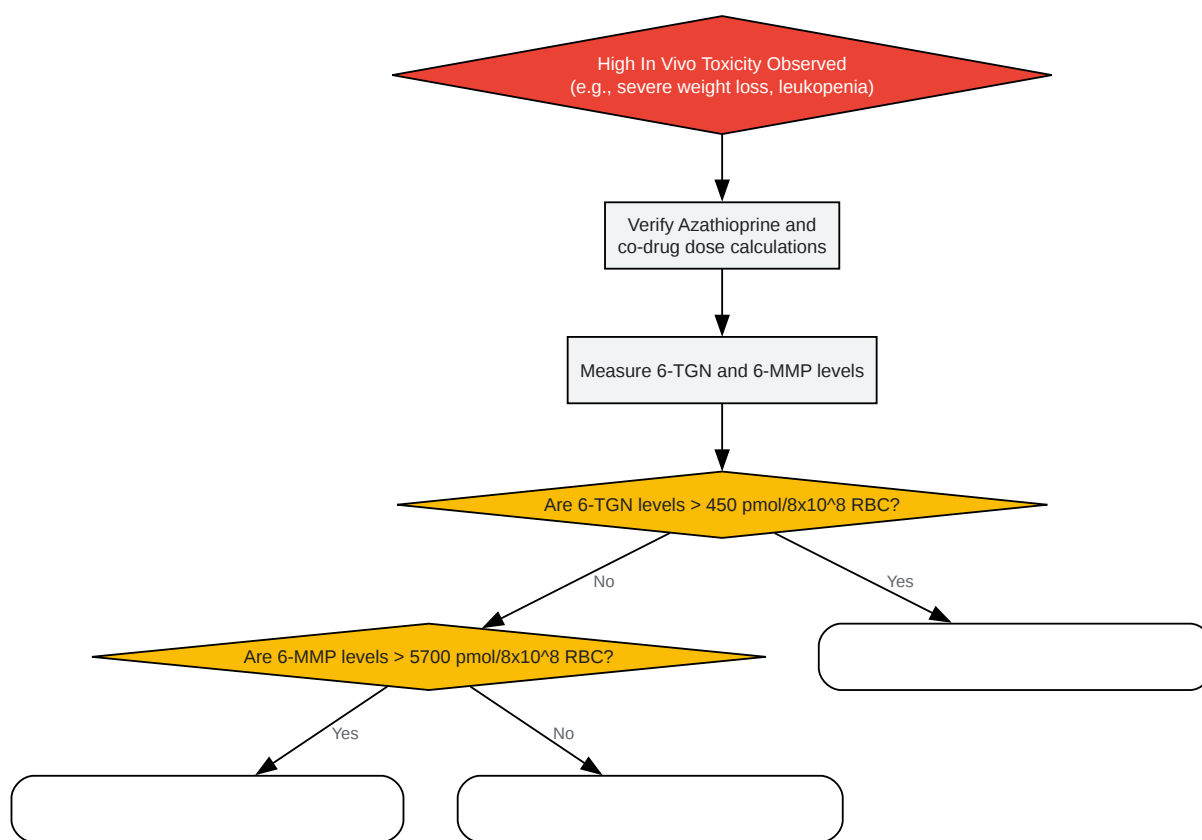 High In Vivo Toxicity Observed
(e.g., severe weight loss, leukopenia)
Verify Azathioprine and
co-drug dose calculations
Measure 6-TGN and 6-MMP levels
Are 6-TGN levels > 450 pmol/8x10^8 RBC?
No
Yes
Are 6-MMP levels > 5700 pmol/8x10^8 RBC?
Yes
No